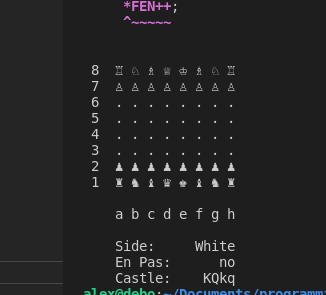 *FEN++;
^~~~~~
8 ♖ ♘ ♗ ♕ ♔ ♗ ♘ ♖
7 ♙ ♙ ♙ ♙ ♙ ♙ ♙ ♙
6 . . . . . . . .
5 . . . . . . . .
4 . . . . . . . .
3 . . . . . . . .
2 ♟ ♟ ♟ ♟ ♟ ♟ ♟ ♟
1 ♜ ♞ ♝ ♛ ♚ ♝ ♞ ♜
a b c d e f g h
Side: White
En Pas: no
Castle: KQkq
alex@debo:~/Documents/programm